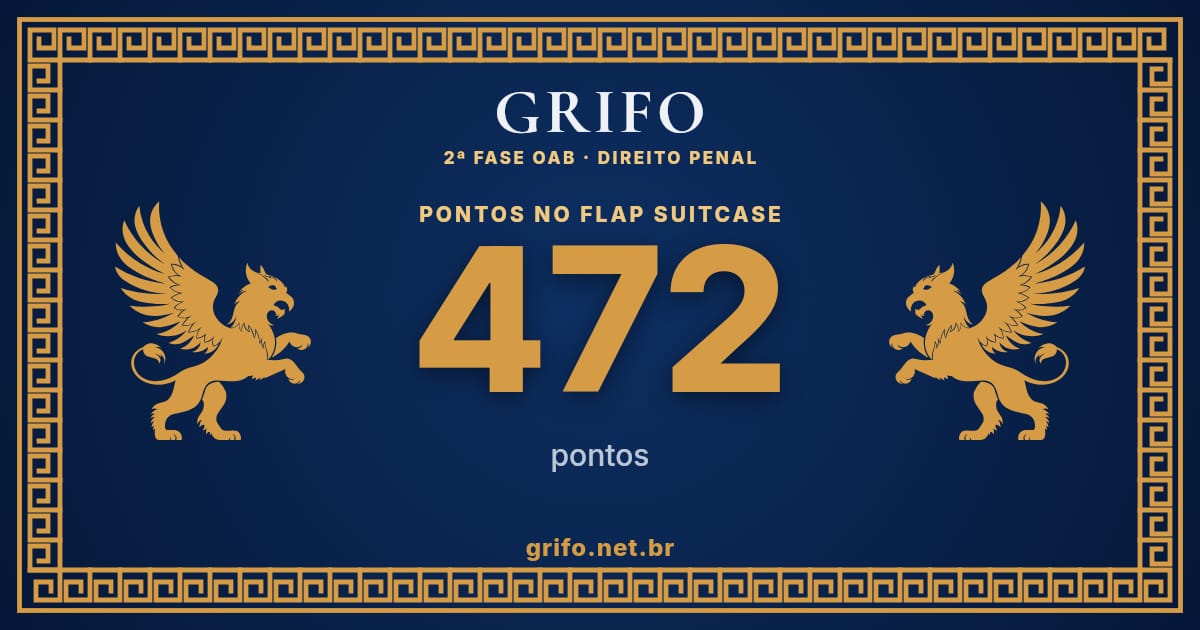 GRIFO
2ª FASE OAB · DIREITO PENAL
PONTOS NO FLAP SUITCASE
472
pontos
grifo.net.br